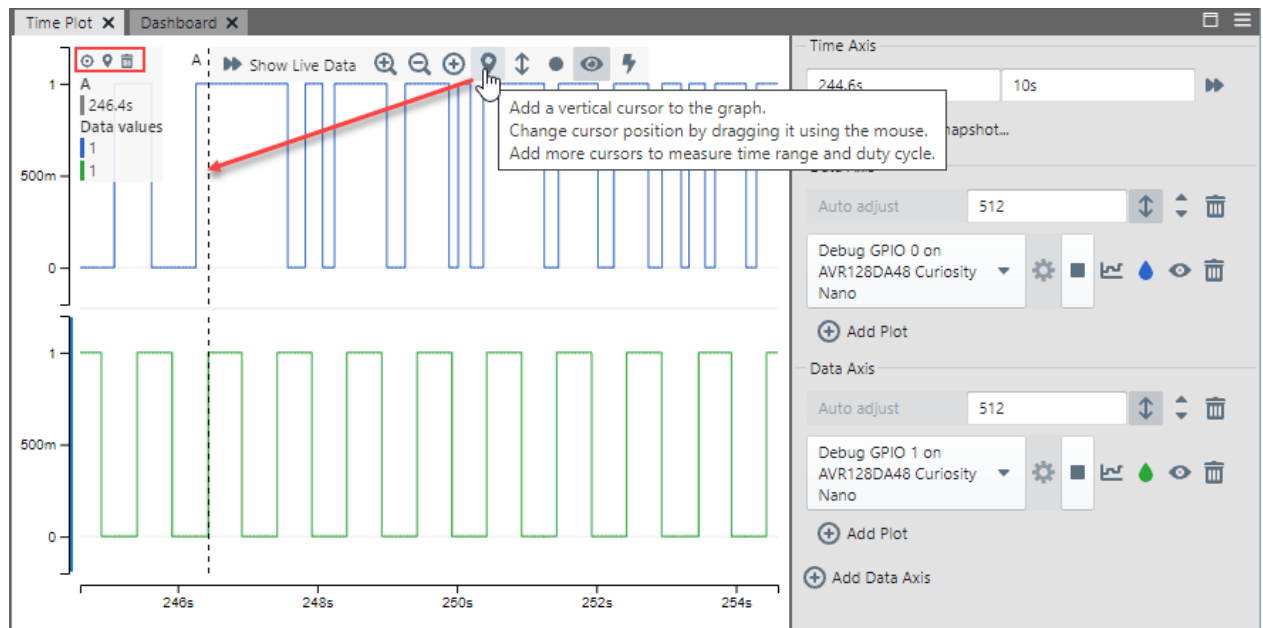 Time Plot
Dashboard
A
Show Live Data
A
246.4s
Data values
1
1
Add a vertical cursor to the graph.
Change cursor position by dragging it using the mouse.
Add more cursors to measure time range and duty cycle.
1
500m
0
1
500m
0
246s
248s
250s
252s
254s
Time Axis
244.6s
10s
Data Axis
Auto adjust
512
Debug GPIO 0 on
AVR128DA48 Curiosity
Nano
Add Plot
Data Axis
Auto adjust
512
Debug GPIO 1 on
AVR128DA48 Curiosity
Nano
Add Plot
Add Data Axis